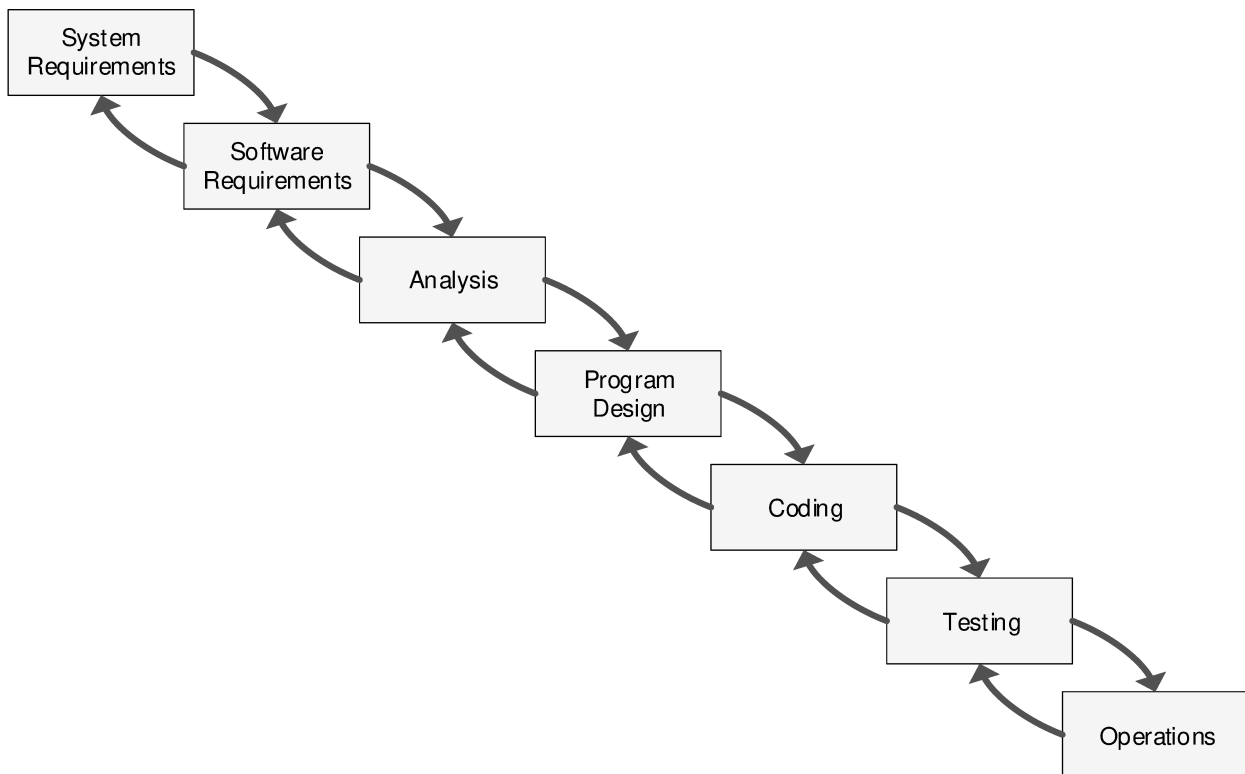 System
Requirements
Software
Requirements
Analysis
Program
Design
Coding
Testing
Operations